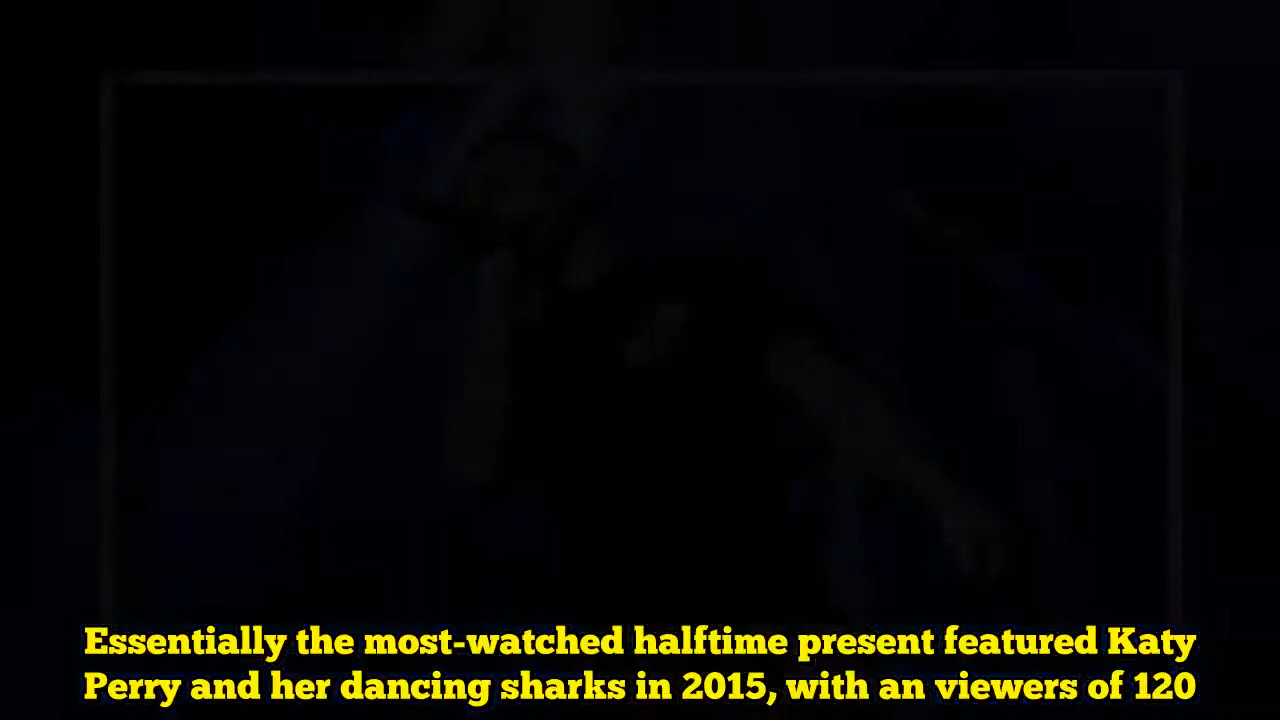 Essentially the most-watched halftime present featured Katy
Perry and her dancing sharks in 2015, with an viewers of 120